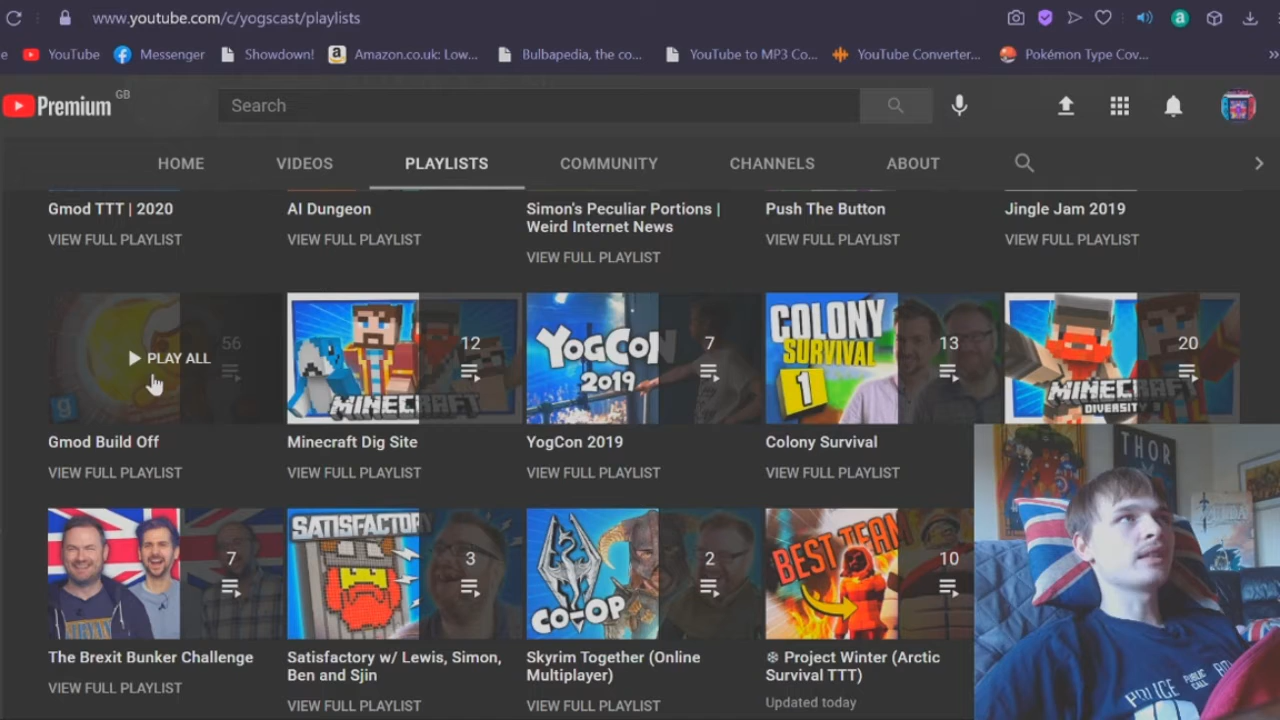 www.youtube.com/c/yogscast/playlists
a
e
YouTube
Messenger
Showdown!
a
Amazon.co.uk: Low...
Bulbapedia, the co...
YouTube to MP3 Co...
YouTube Converter...
Pokémon Type Cov...
»
Premium
GB
Search
HOME
VIDEOS
PLAYLISTS
COMMUNITY
CHANNELS
ABOUT
Gmod TTT | 2020
AI Dungeon
Simon's Peculiar Portions |
Weird Internet News
Push The Button
Jingle Jam 2019
VIEW FULL PLAYLIST
VIEW FULL PLAYLIST
VIEW FULL PLAYLIST
VIEW FULL PLAYLIST
VIEW FULL PLAYLIST
PLAY ALL
56
g
MINECRAFT
12
YOGCON
2019
7
COLONY
SURVIVAL
1
13
MINECRAFT
DIVERSITY 3
20
Gmod Build Off
Minecraft Dig Site
YogCon 2019
Colony Survival
VIEW FULL PLAYLIST
VIEW FULL PLAYLIST
VIEW FULL PLAYLIST
VIEW FULL PLAYLIST
7
SATISFACTOR
3
CO-OP
2
BEST TEAM
10
The Brexit Bunker Challenge
Satisfactory w/ Lewis, Simon,
Ben and Sjin
Skyrim Together (Online
Multiplayer)
❄ Project Winter (Arctic
Survival TTT)
VIEW FULL PLAYLIST
VIEW FULL PLAYLIST
VIEW FULL PLAYLIST
Updated today
THOR
POLICE
PUBLIC
CALL